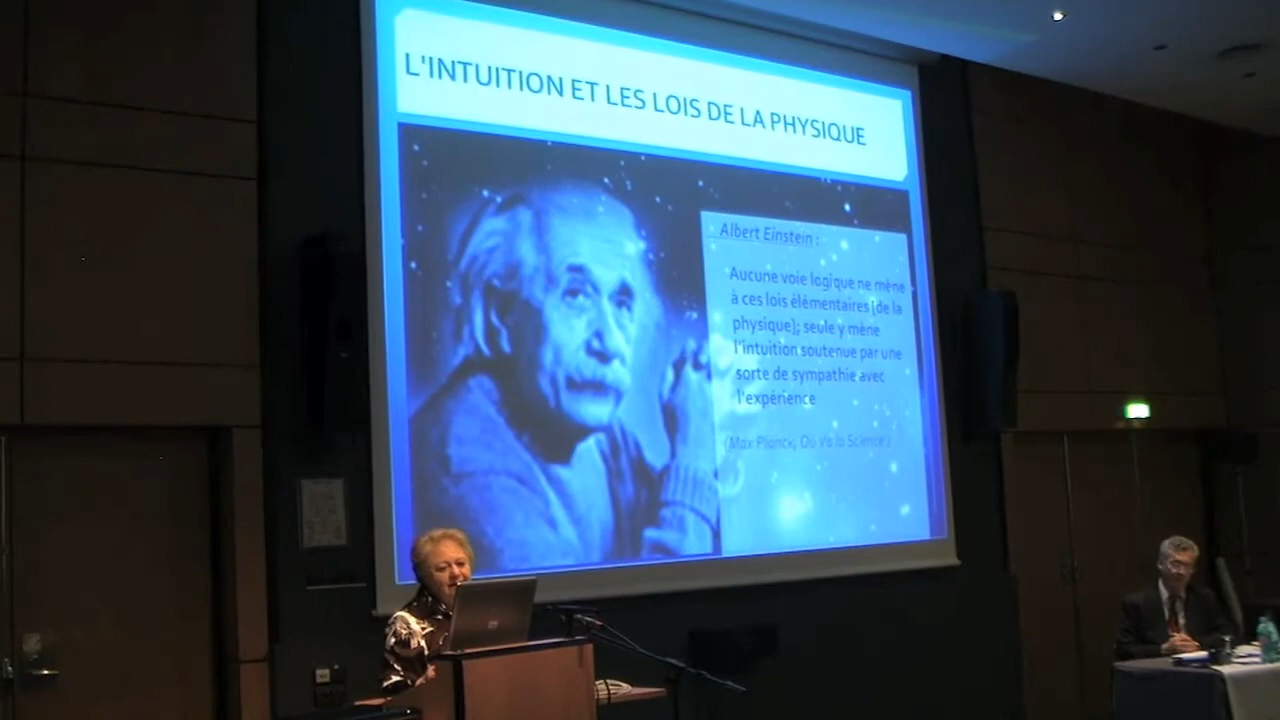 L'INTUITION ET LES LOIS DE LA PHYSIQUE
Albert Einstein :
Aucune voie logique ne mène
à ces lois élémentaires [de la
physique]; seule y mène
l'intuition soutenue par une
sorte de sympathie avec
l'expérience
(Max Planck, Où Va la Science )